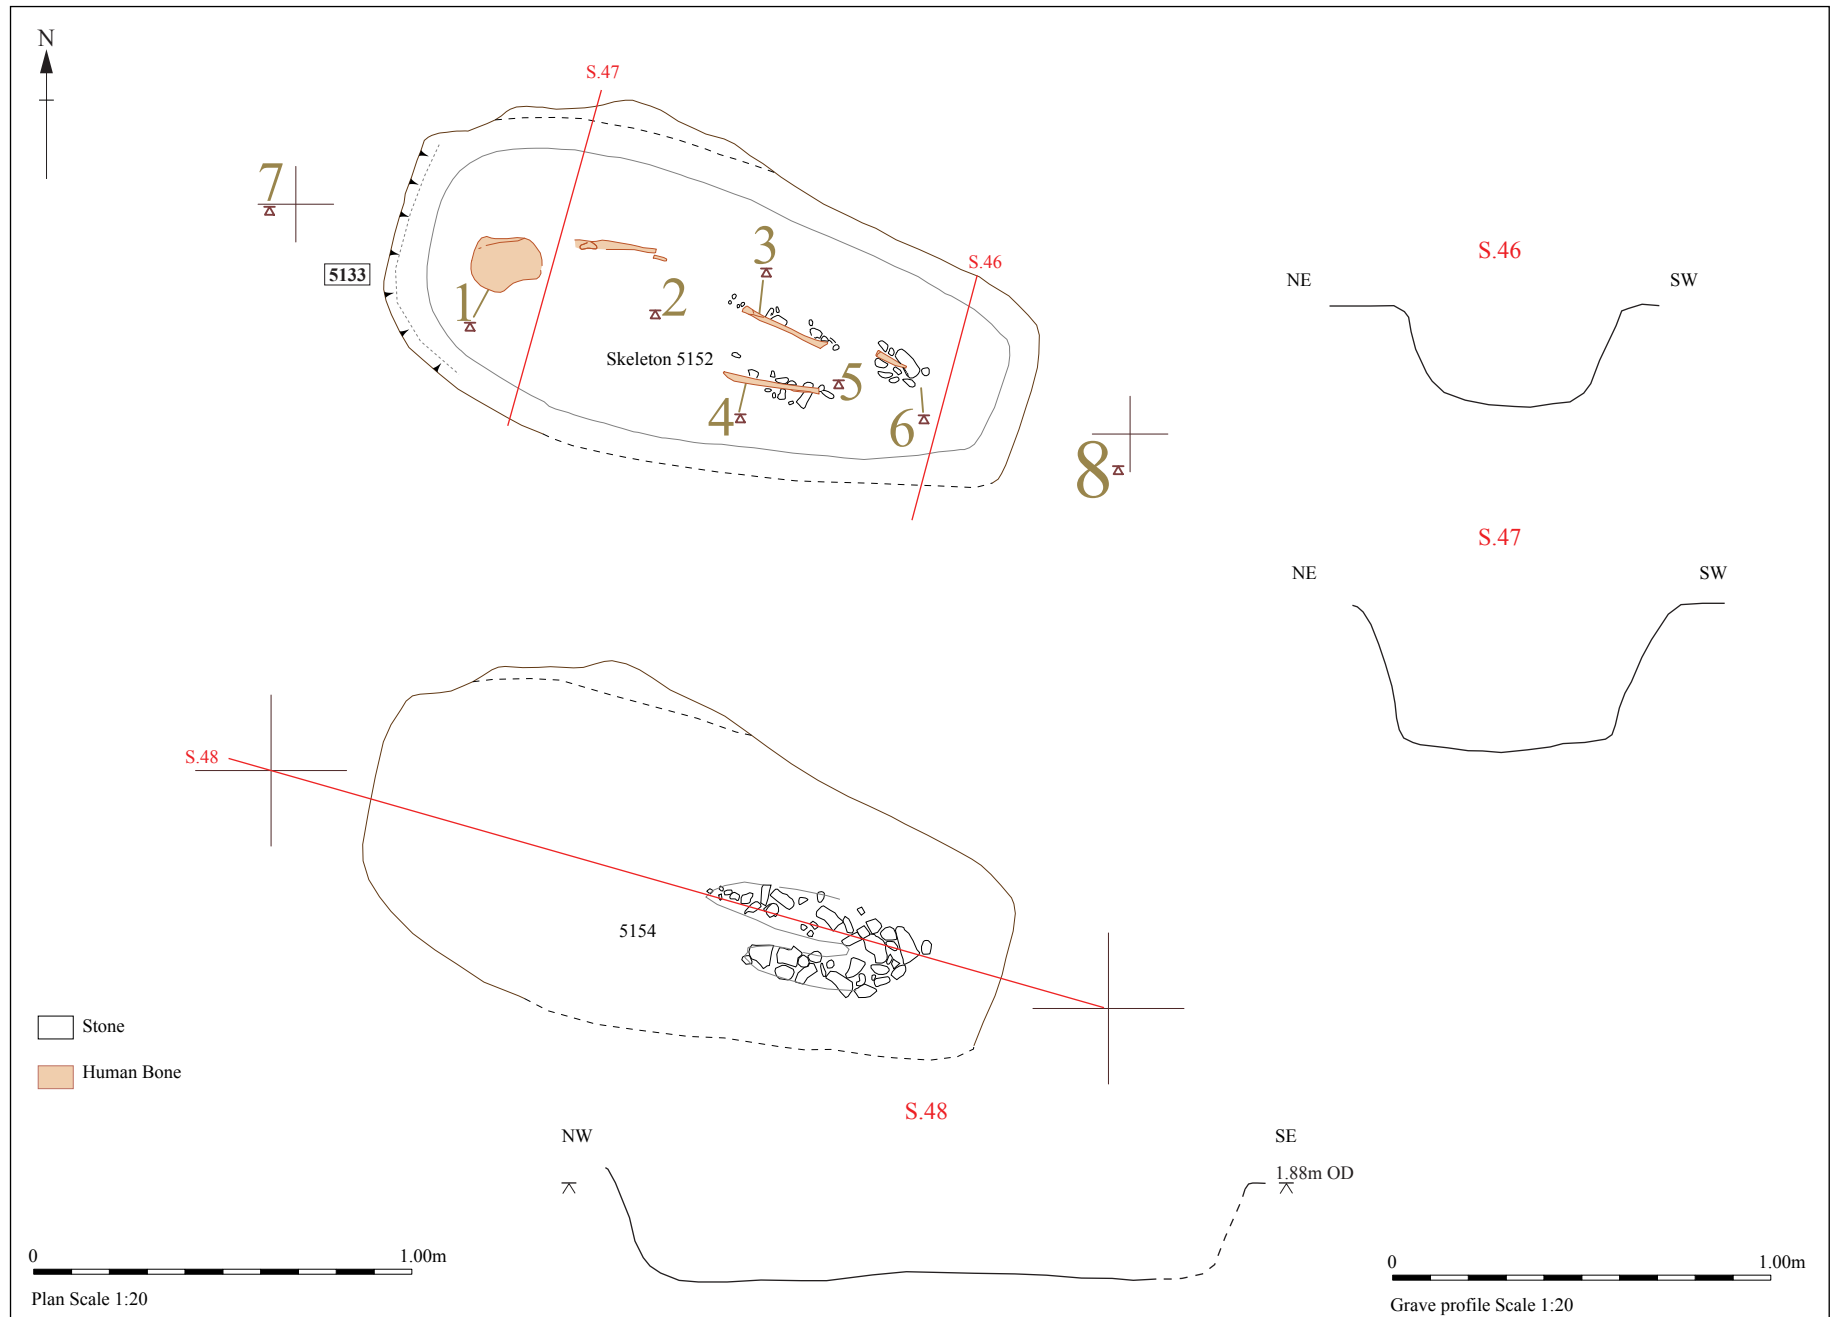 N
S.47
7
S.46
3
5133
1
2
Skeleton 5152
5
4
6
8
S.46
NE
SW
S.47
NE
SW
S.48
5154
Stone
Human Bone
S.48
NW
SE
1.88m OD
0
1.00m
Plan Scale 1:20
0
1.00m
Grave profile Scale 1:20